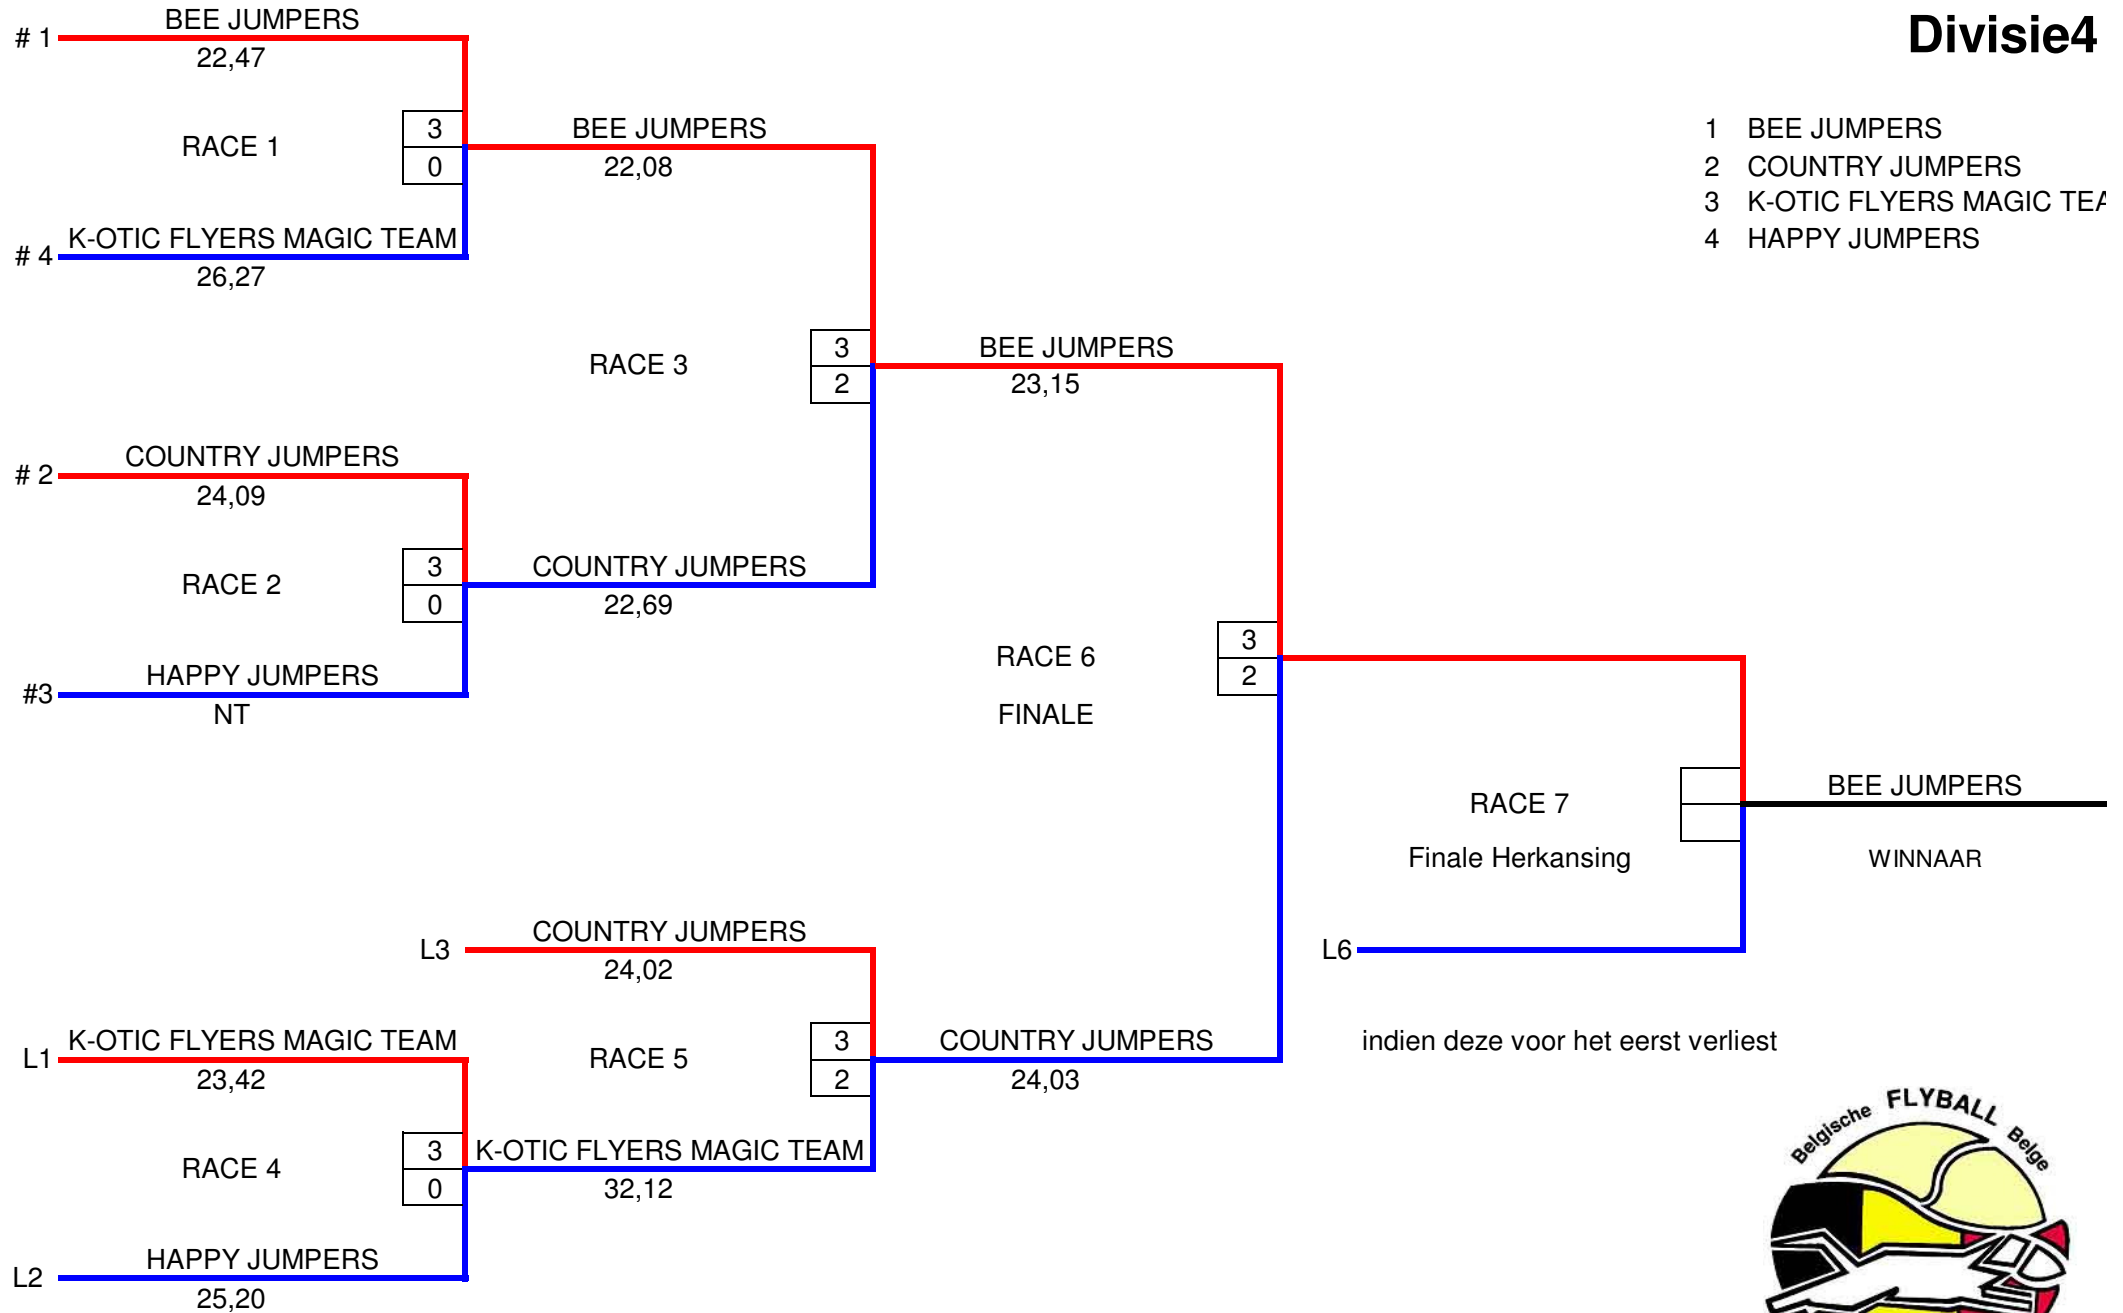 Divisie4
BEE JUMPERS
# 1
22,47
RACE 1
3
0
K-OTIC FLYERS MAGIC TEAM
# 4
26,27
BEE JUMPERS
22,08
1 BEE JUMPERS
2 COUNTRY JUMPERS
3 K-OTIC FLYERS MAGIC TEA
4 HAPPY JUMPERS
RACE 3
3
2
BEE JUMPERS
23,15
COUNTRY JUMPERS
# 2
24,09
RACE 2
3
0
HAPPY JUMPERS
#3
NT
COUNTRY JUMPERS
22,69
RACE 6
3
2
FINALE
RACE 7
Finale Herkansing
BEE JUMPERS
WINNAAR
L6
indien deze voor het eerst verliest
COUNTRY JUMPERS
L3
24,02
RACE 5
3
2
COUNTRY JUMPERS
24,03
K-OTIC FLYERS MAGIC TEAM
L1
23,42
RACE 4
3
0
K-OTIC FLYERS MAGIC TEAM
32,12
HAPPY JUMPERS
L2
25,20
Belgische FLYBALL Belge